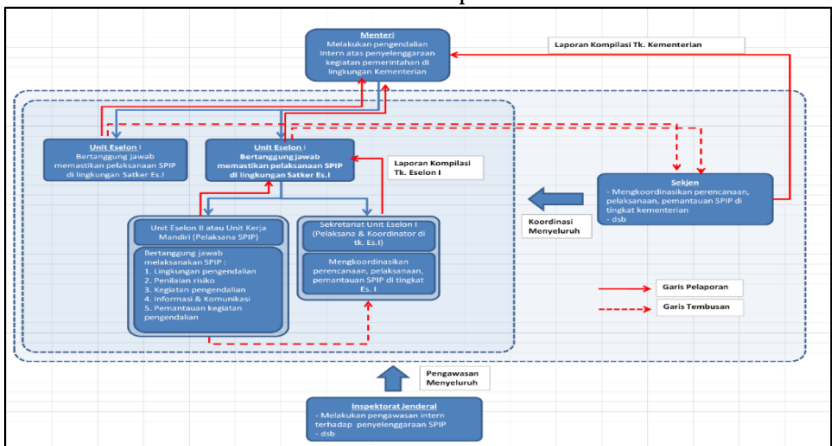 Menteri
Melakukan pengendalian
intern atas penyelenggaraan
kegiatan pemerintahan di
lingkungan Kementerian
Laporan Kompilasi Tk. Kementerian
Unit Eselon I
Bertanggung jawab
memastikan pelaksanaan SPIP
di lingkungan Satker Es.I
Unit Eselon I
Bertanggung jawab
memastikan pelaksanaan SPIP
di lingkungan Satker Es.I
Laporan Kompilasi
Tk. Eselon I
Sekjen
- Mengkoordinasikan perencanaan,
pelaksanaan, pemantauan SPIP di
tingkat kementerian
- dsb
Koordinasi
Menyeluruh
Unit Eselon II atau Unit Kerja
Mandiri (Pelaksana SPIP)
Bertanggung jawab
melaksanakan SPIP :
1. Lingkungan pengendalian
2. Penilaian risiko
3. Kegiatan pengendalian
4. Informasi & Komunikasi
5. Pemantauan kegiatan
pengendalian
Sekretariat Unit Eselon I
(Pelaksana & Koordinator di
tk. Es.I)
Mengkoordinasikan
perencanaan, pelaksanaan,
pemantauan SPIP di tingkat
Es. I
Garis Pelaporan
Garis Tembusan
Pengawasan
Menyeluruh
Inspektorat Jenderal
- Melakukan pengawasan intern
terhadap penyelenggaraan SPIP
- dsb